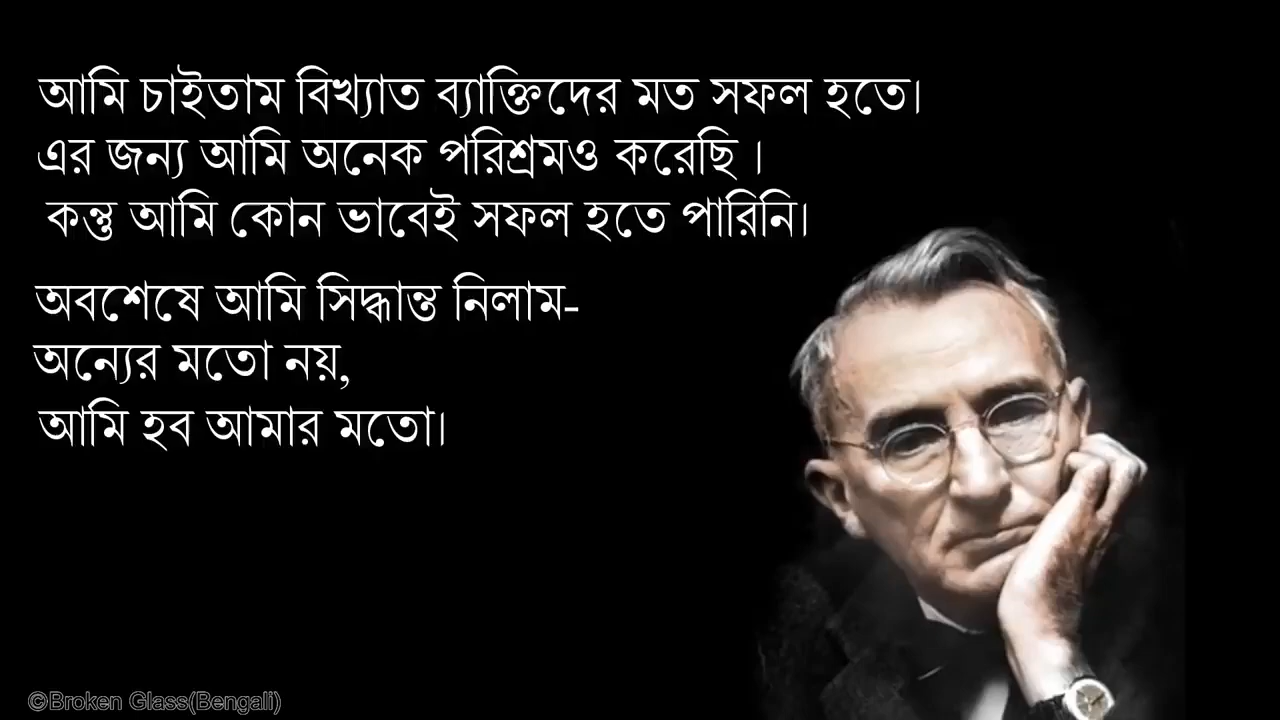 আমি চাইতাম বিখ্যাত ব্যাক্তিদের মত সফল হতে।
এর জন্য আমি অনেক পরিশ্রমও করেছি ।
কন্তু আমি কোন ভাবেই সফল হতে পারিনি।
অবশেষে আমি সিদ্ধান্ত নিলাম-
অন্যের মতো নয়,
আমি হব আমার মতো।
©Broken Glass(Bengali)